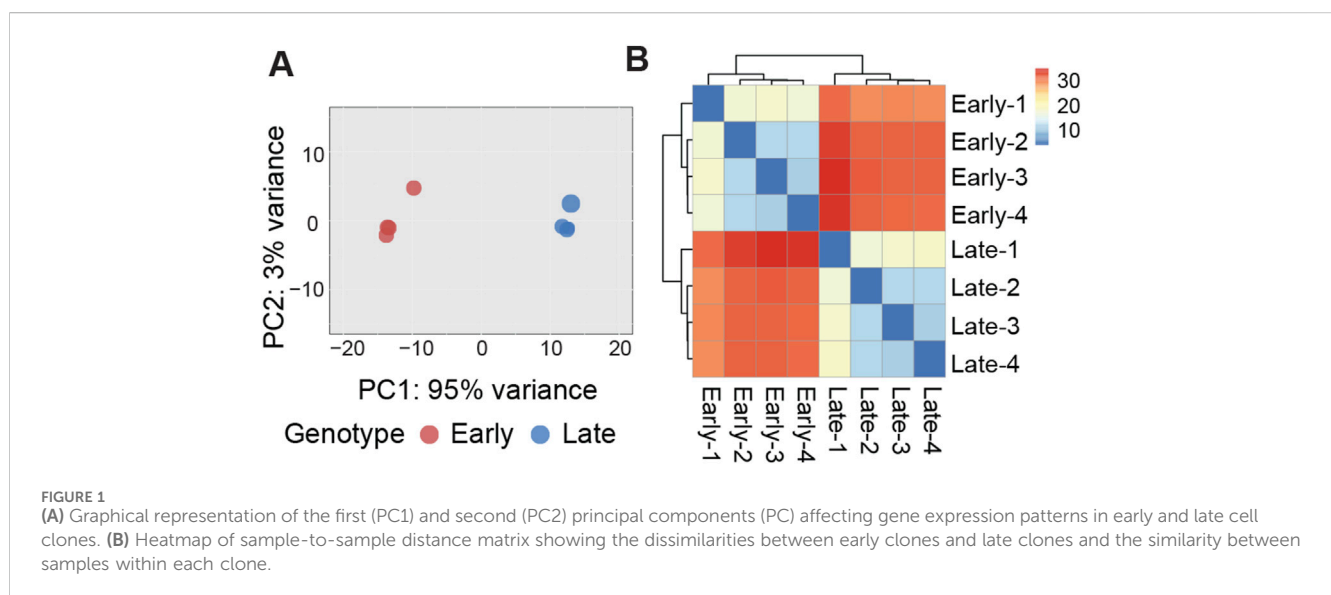 A
PC2: 3% variance
10
0
−10
−20
−10
0
10
20
PC1: 95% variance
Genotype Early Late
B
30
20
10
Early-1
Early-2
Early-3
Early-4
Late-1
Late-2
Late-3
Late-4
Early-1
Early-2
Early-3
Early-4
Late-1
Late-2
Late-3
Late-4
FIGURE 1
(A) Graphical representation of the first (PC1) and second (PC2) principal components (PC) affecting gene expression patterns in early and late cell
clones. (B) Heatmap of sample-to-sample distance matrix showing the dissimilarities between early clones and late clones and the similarity between
samples within each clone.